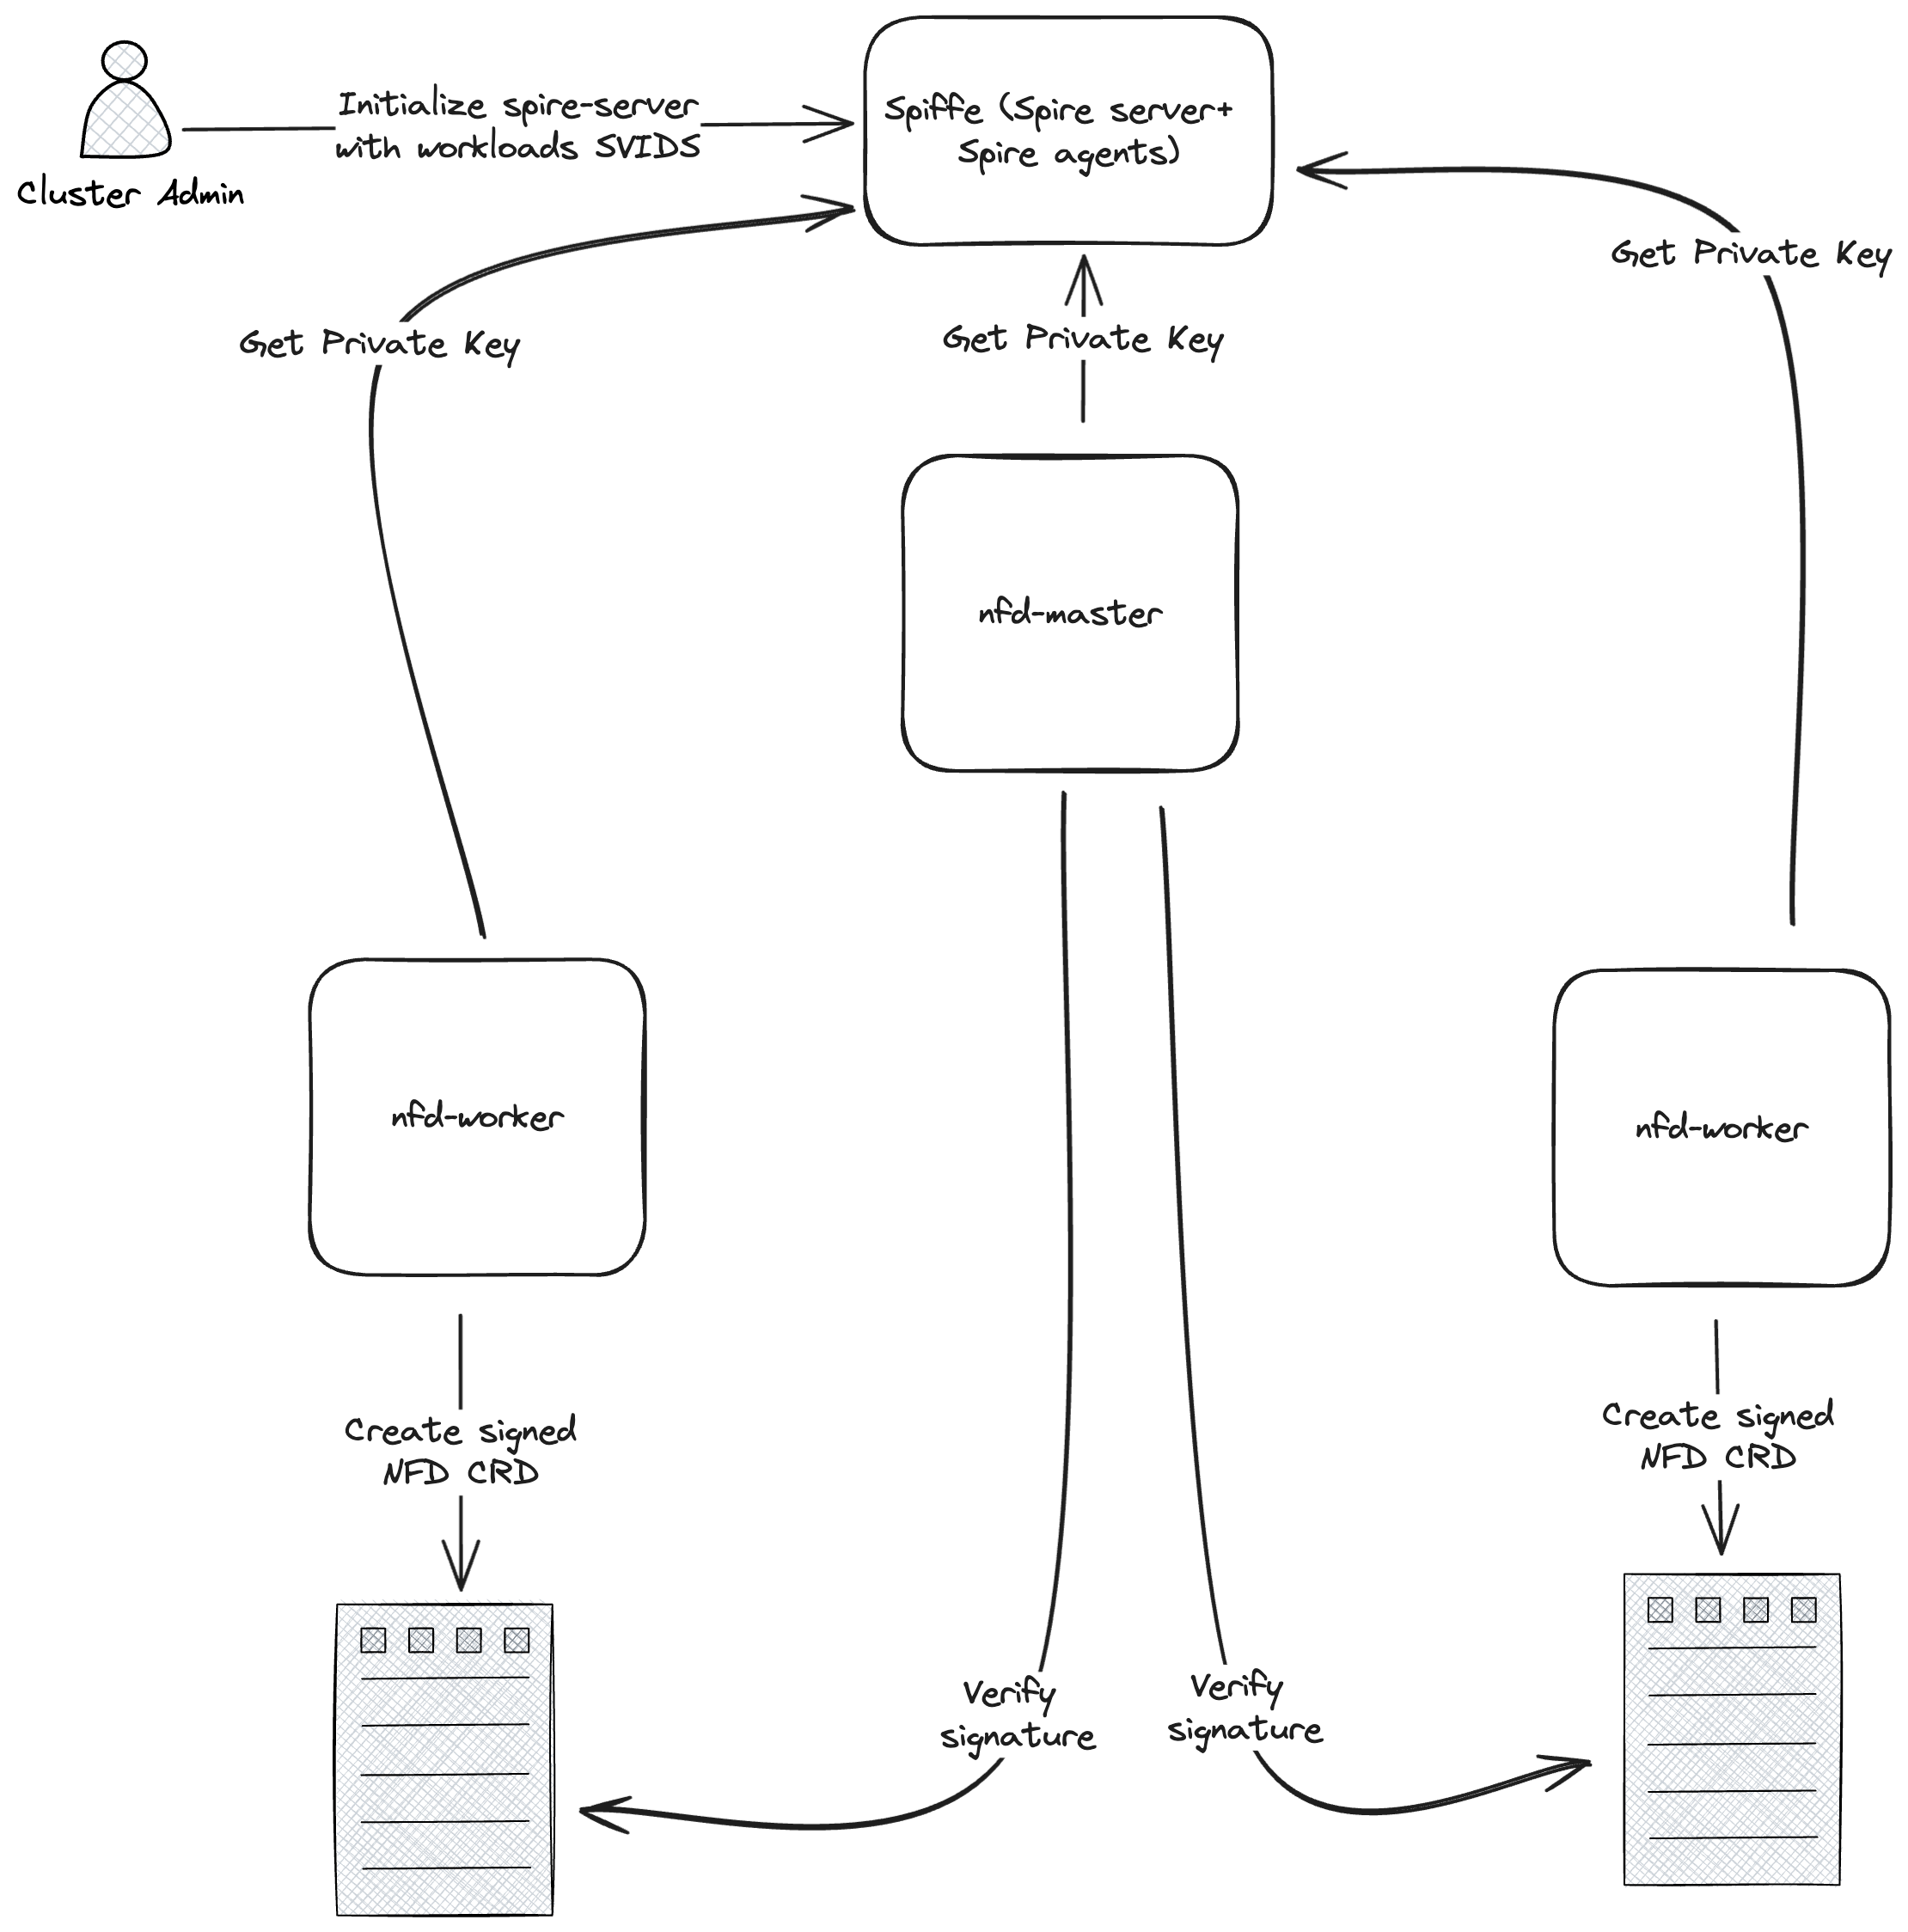 Initialize spire-server
with workloads SVIDS
Spiffe (Spire server+
Spire agents)
Cluster Admin
Get Private Key
Get Private Key
Get Private Key
nfd-master
nfd-worker
nfd-worker
Create signed
NFD CRD
Create signed
NFD CRD
Verify
signature
Verify
signature